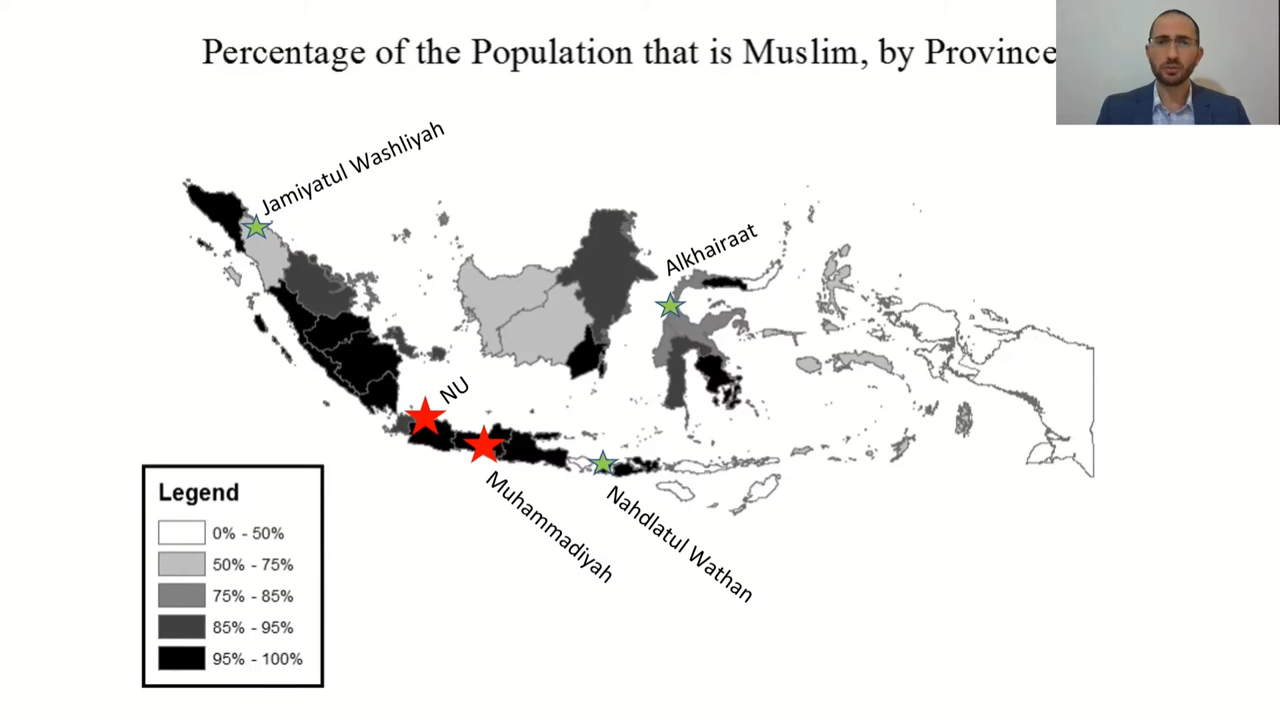 Percentage of the Population that is Muslim, by Province
Jamiyatul Washliyah
Alkhairaat
NU
Muhammadiyah
Nahdlatul Wathan
Legend
0% - 50%
50% - 75%
75% - 85%
85% - 95%
95% - 100%